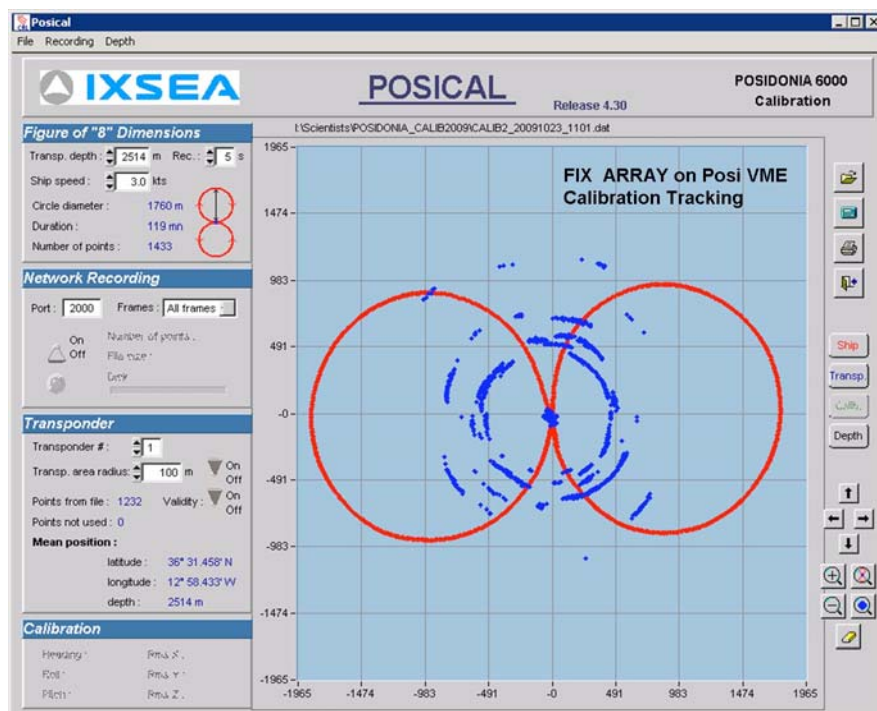 Posical
File Recording Depth
IXSEA
POSICAL
Release 4.30
POSIDONIA 6000
Calibration
Figure of "8" Dimensions
Transp. depth : 2514 m Rec. : 5 s
Ship speed : 3.0 kts
Circle diameter : 1760 m
Duration : 119 mn
Number of points : 1433
Network Recording
Port : 2000 Frames : All frames
On
Off
Number of points :
File size :
Transponder
Transponder # : 1
Transp. area radius: 100 m On
Off
Points from file : 1232 Validity : On
Off
Points not used : 0
Mean position :
latitude : 36° 31.458' N
longitude : 12° 58.433' W
depth : 2514 m
Calibration
Heading : Rms X :
Roll : Rms Y :
Pitch : Rms Z :
I:\Scientists\POSIDONIA_CALIB2009\CALIB2_20091023_1101.dat
FIX ARRAY on Posi VME
Calibration Tracking
1965
1474
983
491
-0
-491
-983
-1474
-1965
-1965 -1474 -983 -491 -0 491 983 1474 1965
Ship
Transp.
Calib.
Depth